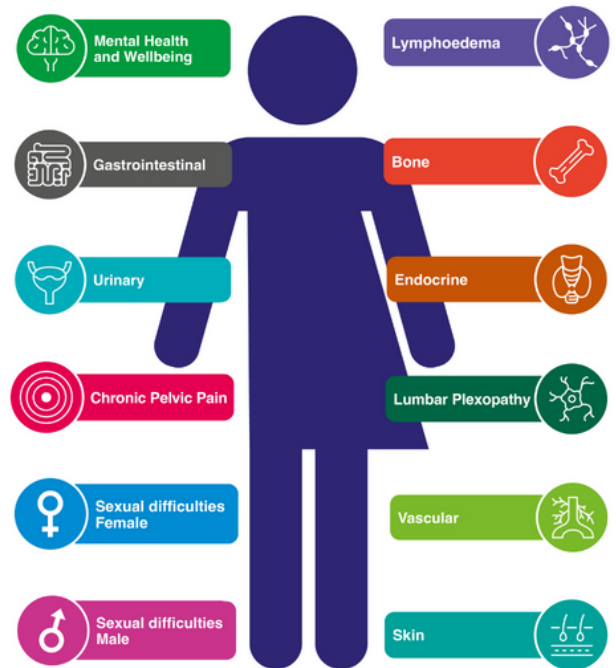 Mental Health
and Wellbeing
Lymphoedema
Gastrointestinal
Bone
Urinary
Endocrine
Chronic Pelvic Pain
Lumbar Plexopathy
Sexual difficulties
Female
Vascular
Sexual difficulties
Male
Skin